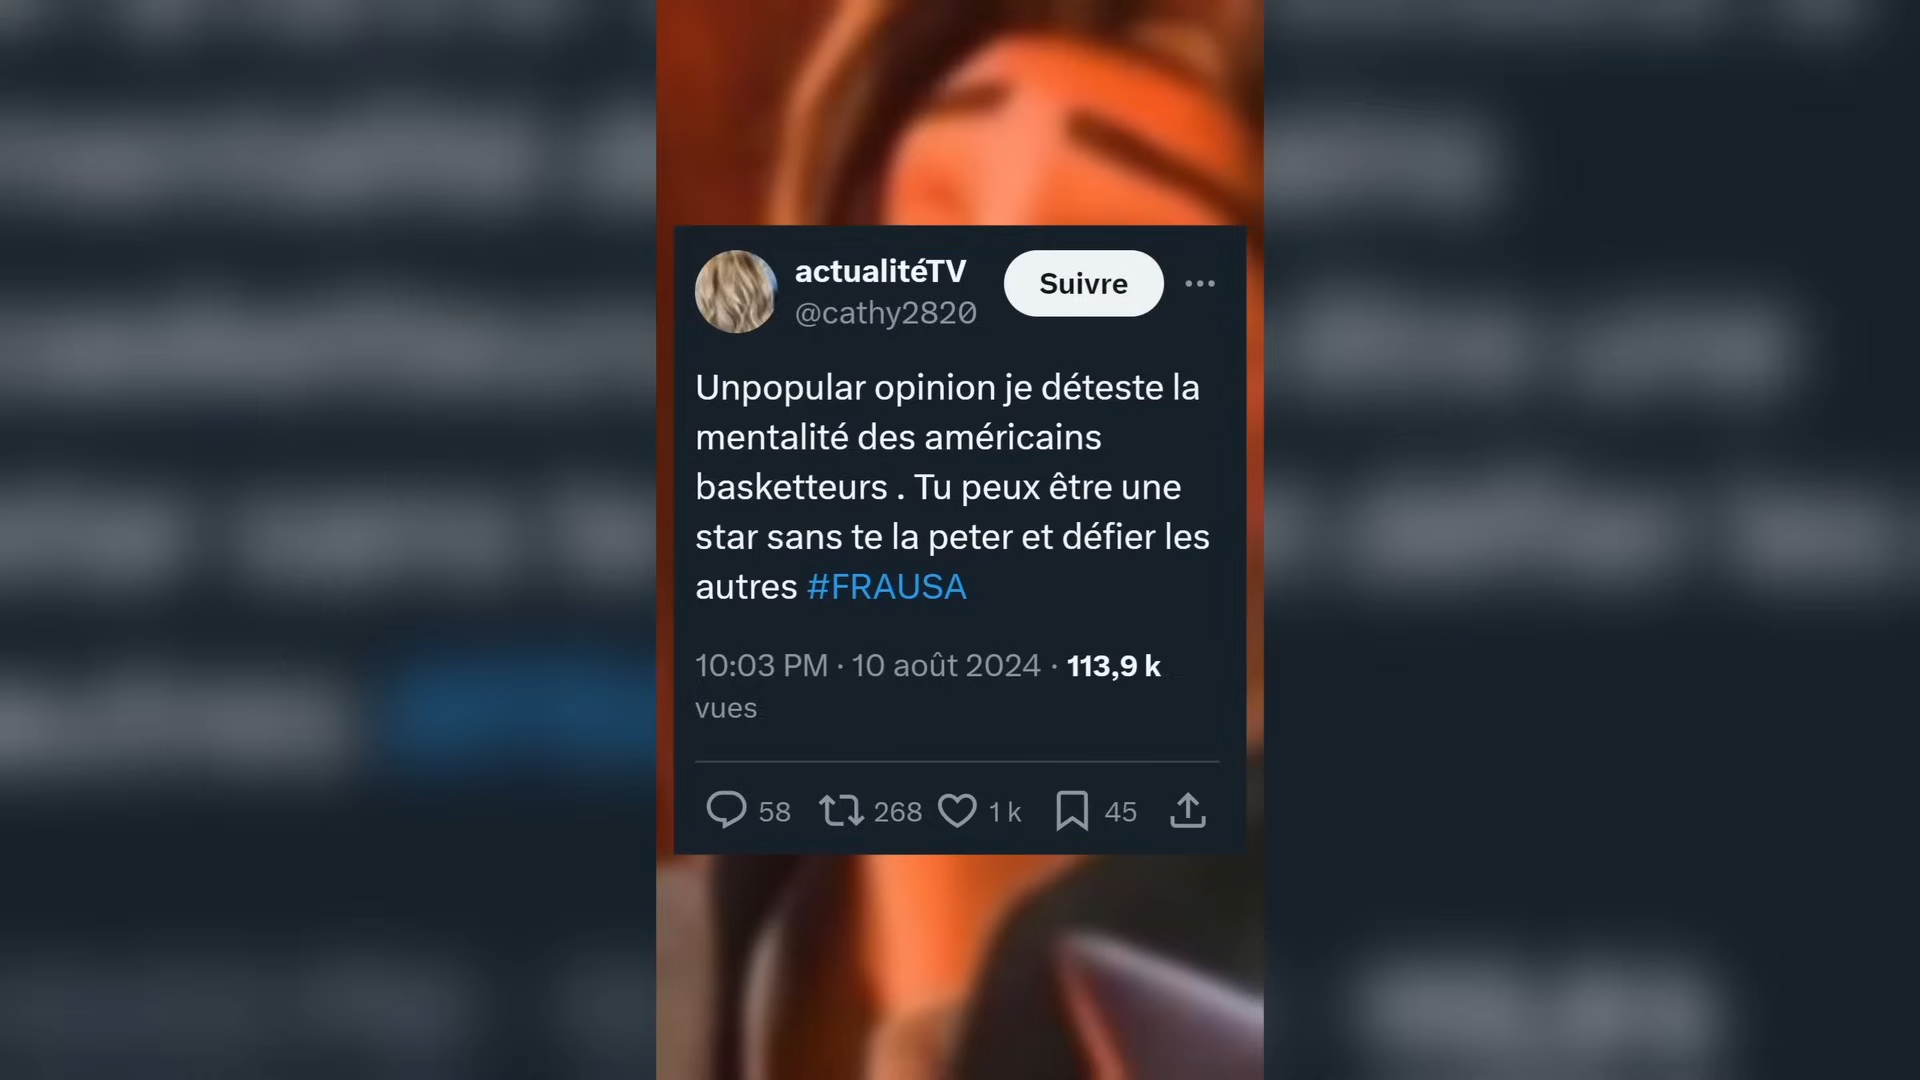 actualitéTV
Suivre
@cathy2820
Unpopular opinion je déteste la
mentalité des américains
basketteurs . Tu peux être une
star sans te la peter et défier les
autres #FRAUSA
10:03 PM · 10 août 2024 · 113,9 k
vues
58 268 1 k 45